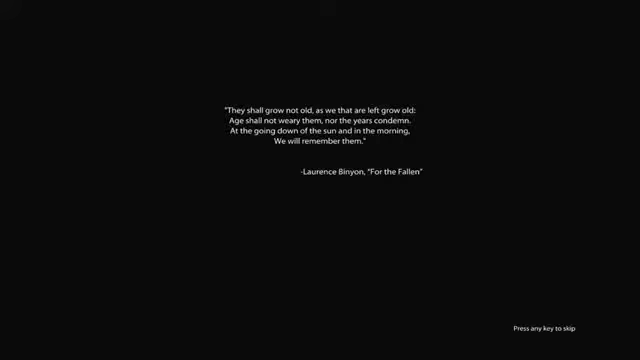 "They shall grow not old, as we that are left grow old:
Age shall not weary them, nor the years condemn.
At the going down of the sun and in the morning,
We will remember them."
-Laurence Binyon, "For the Fallen"
Press any key to skip